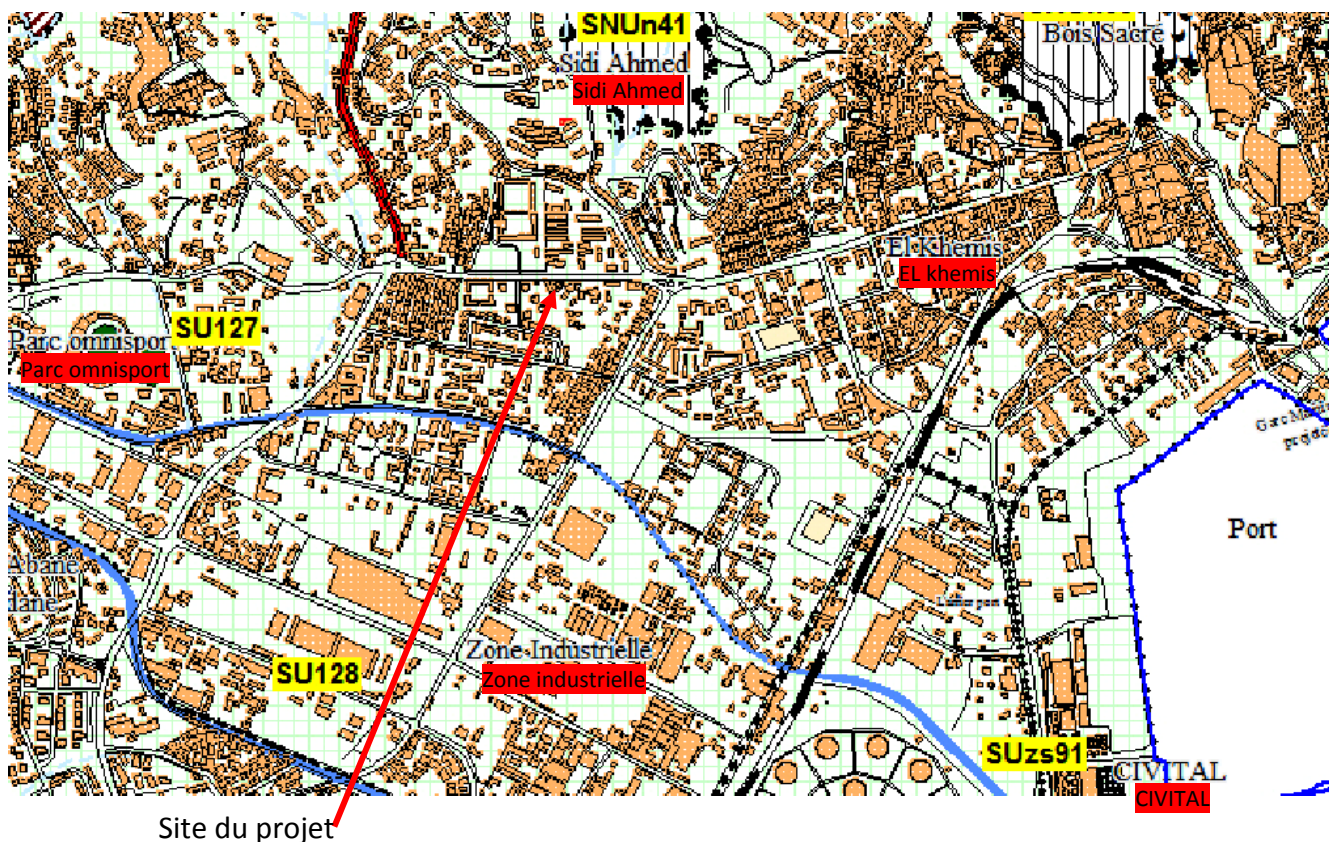 SNUn41
Bois Sacré
Sidi Ahmed
Sidi Ahmed
El Khemis
EL khemis
SU127
Parc omnispor
Parc omnisport
Port
Abane
dane
Zone Industrielle
Zone industrielle
SU128
SUzs91
CIVITAL
CIVITAL
Site du projet